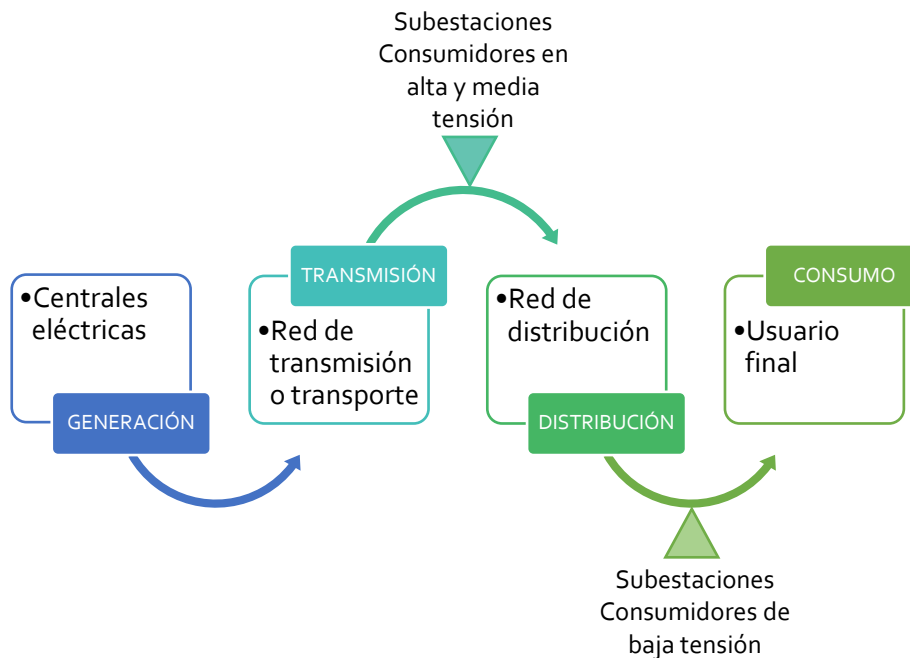 Subestaciones
Consumidores en
alta y media
tensión
•Centrales
eléctricas
GENERACIÓN
TRANSMISIÓN
•Red de
transmisión
o transporte
•Red de
distribución
DISTRIBUCIÓN
CONSUMO
•Usuario
final
Subestaciones
Consumidores de
baja tensión